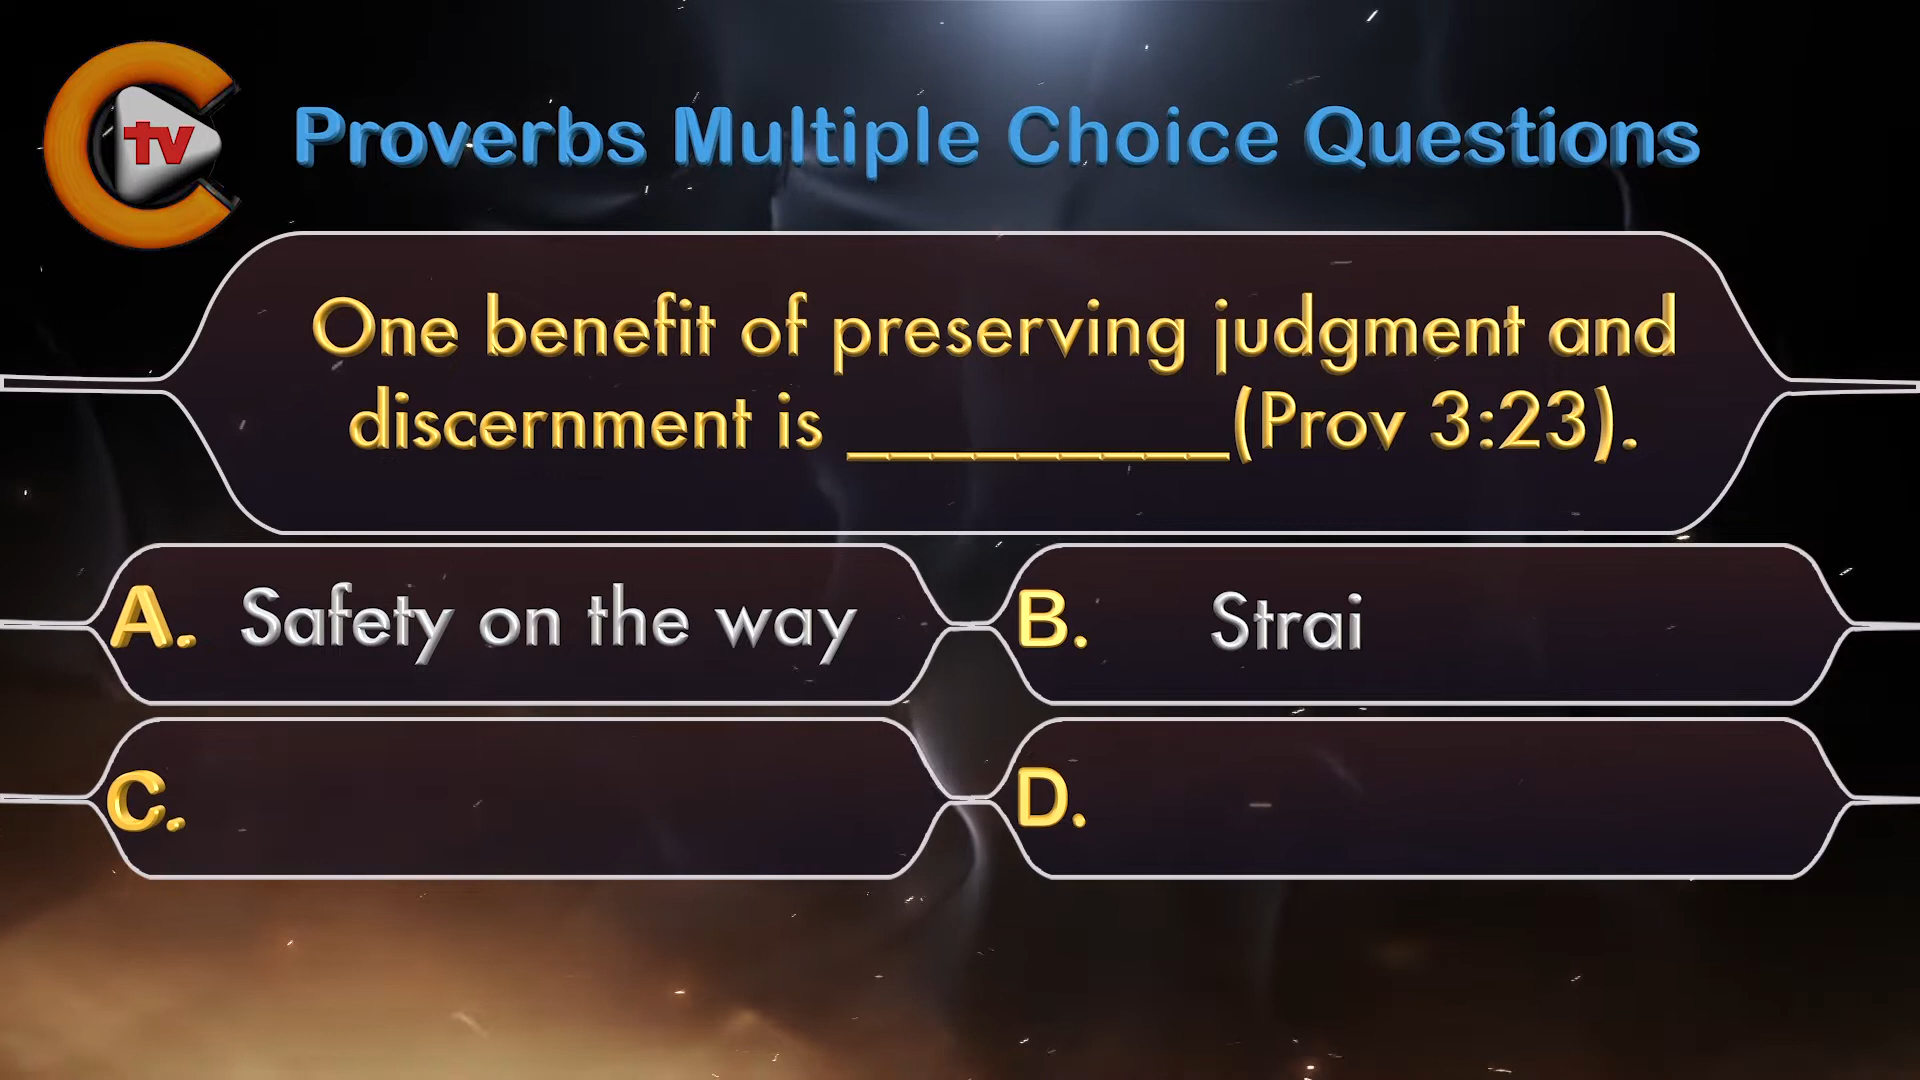 tv
Proverbs Multiple Choice Questions
One benefit of preserving judgment and
discernment is _________(Prov 3:23).
A. Safety on the way
B. Strai
C.
D.